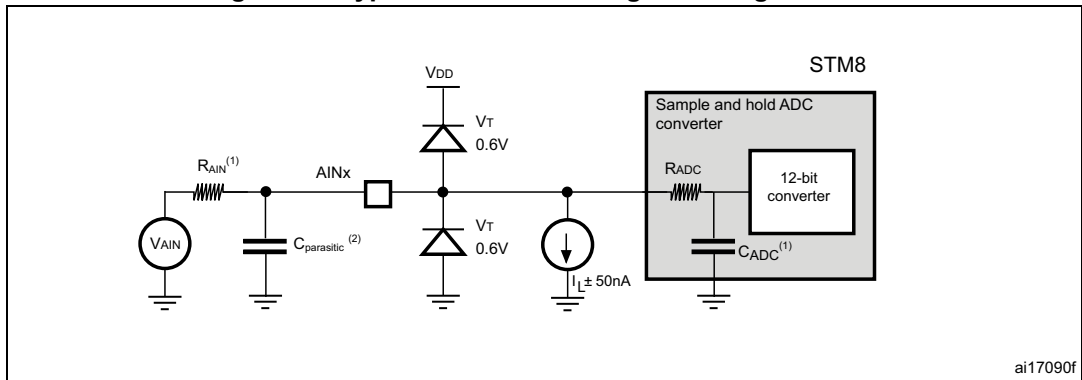 STM8
VDD
Sample and hold ADC
converter
VT
0.6V
RAIN(1)
AINx
RADC
12-bit
converter
VAIN
Cparasitic (2)
VT
0.6V
IL± 50nA
CADC(1)
ai17090f